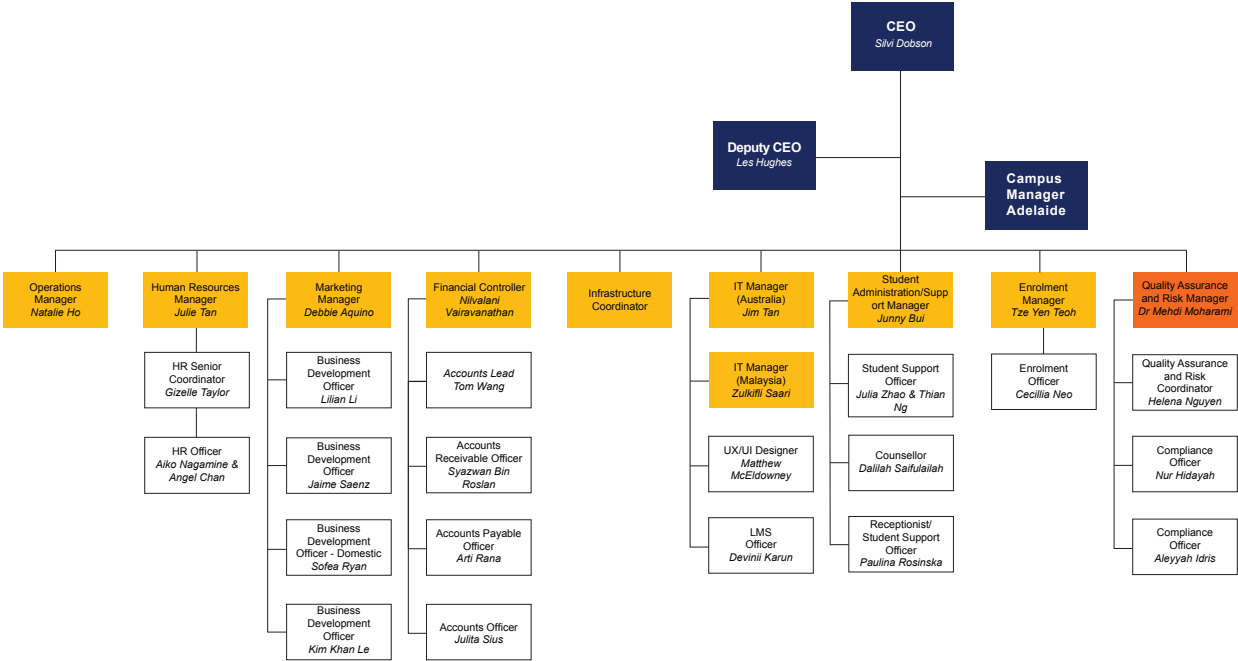 CEO
Silvi Dobson
Deputy CEO
Les Hughes
Campus
Manager
Adelaide
Operations
Manager
Natalie Ho
Human Resources
Manager
Julie Tan
Marketing
Manager
Debbie Aquino
Financial Controller
Nilvalani
Vairavanathan
Infrastructure
Coordinator
IT Manager
(Australia)
Jim Tan
Student
Administration/Supp
ort Manager
Junny Bui
Enrolment
Manager
Tze Yen Teoh
Quality Assurance
and Risk Manager
Dr Mehdi Moharami
HR Senior
Coordinator
Gizelle Taylor
Business
Development
Officer
Lilian Li
Accounts Lead
Tom Wang
IT Manager
(Malaysia)
Zulkifli Saari
Student Support
Officer
Julia Zhao & Thian
Ng
Enrolment
Officer
Cecillia Neo
Quality Assurance
and Risk
Coordinator
Helena Nguyen
HR Officer
Aiko Nagamine &
Angel Chan
Business
Development
Officer
Jaime Saenz
Accounts
Receivable Officer
Syazwan Bin
Roslan
UX/UI Designer
Matthew
McEldowney
Counsellor
Dalilah Saifulailah
Compliance
Officer
Nur Hidayah
Business
Development
Officer - Domestic
Sofea Ryan
Accounts Payable
Officer
Arti Rana
LMS
Officer
Devinii Karun
Receptionist/
Student Support
Officer
Paulina Rosinska
Compliance
Officer
Aleyyah Idris
Business
Development
Officer
Kim Khan Le
Accounts Officer
Julita Sius